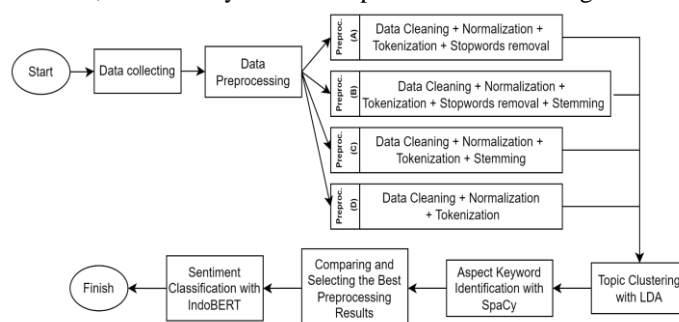 Start
Data collecting
Data
Preprocessing
Preproc.
(A)
Data Cleaning + Normalization +
Tokenization + Stopwords removal
Preproc.
(B)
Data Cleaning + Normalization +
Tokenization + Stopwords removal + Stemming
Preproc.
(C)
Data Cleaning + Normalization +
Tokenization + Stemming
Preproc.
(D)
Data Cleaning + Normalization
+ Tokenization
Topic Clustering
with LDA
Aspect Keyword
Identification with
SpaCy
Comparing and
Selecting the Best
Preprocessing
Results
Sentiment
Classification with
IndoBERT
Finish